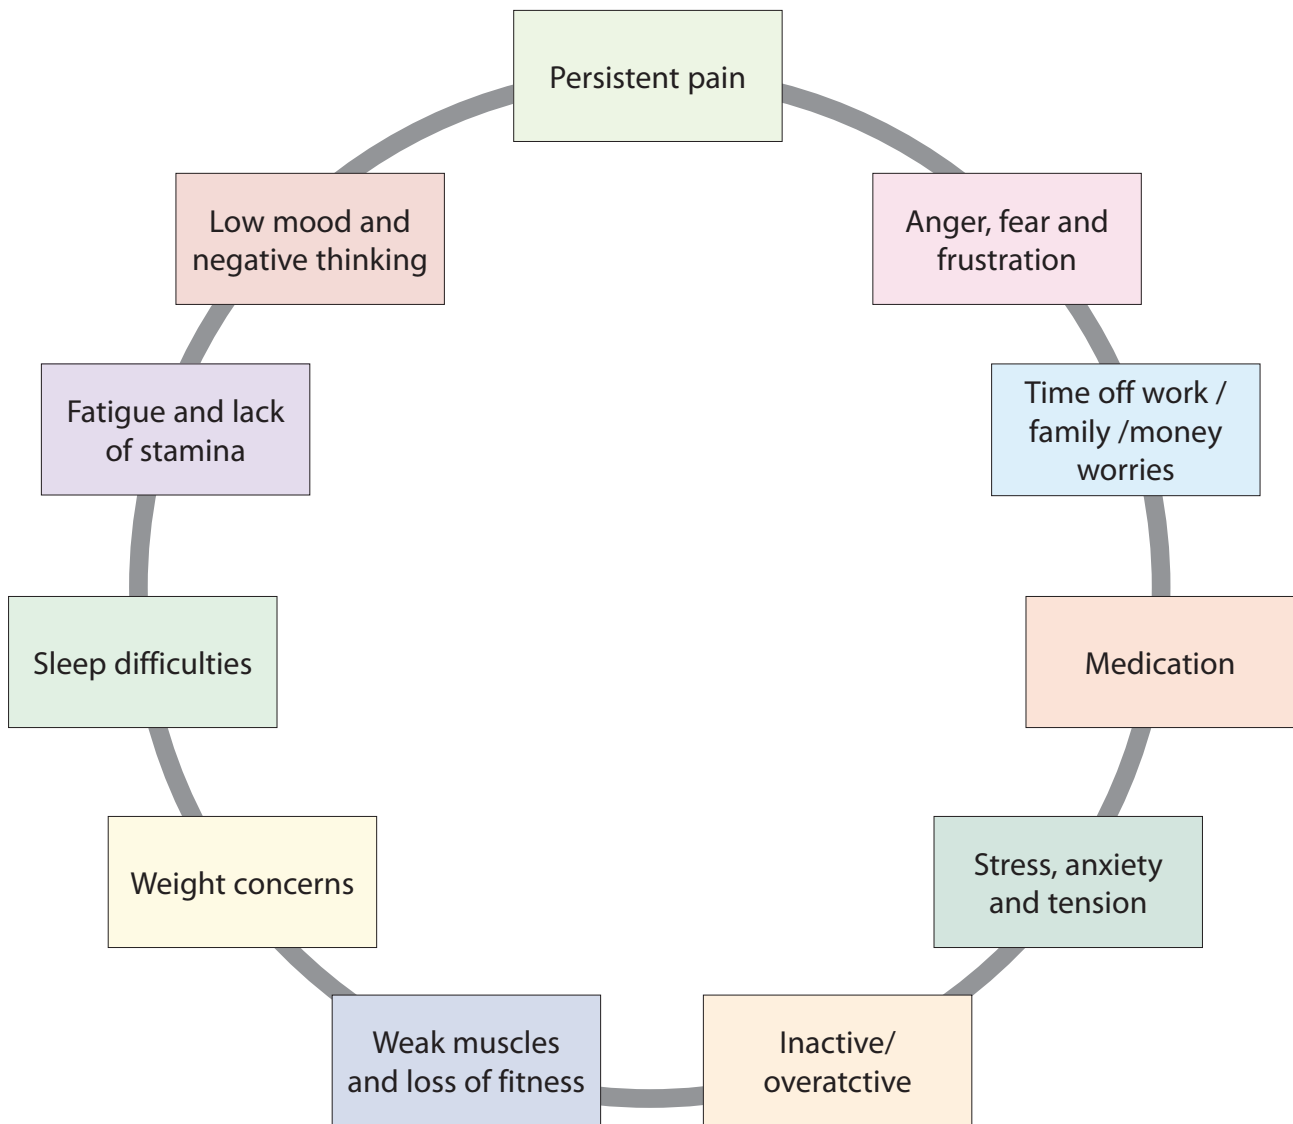 Persistent pain
Anger, fear and
frustration
Time off work /
family /money
worries
Medication
Stress, anxiety
and tension
Inactive/
overatctive
Weak muscles
and loss of fitness
Weight concerns
Sleep difficulties
Fatigue and lack
of stamina
Low mood and
negative thinking